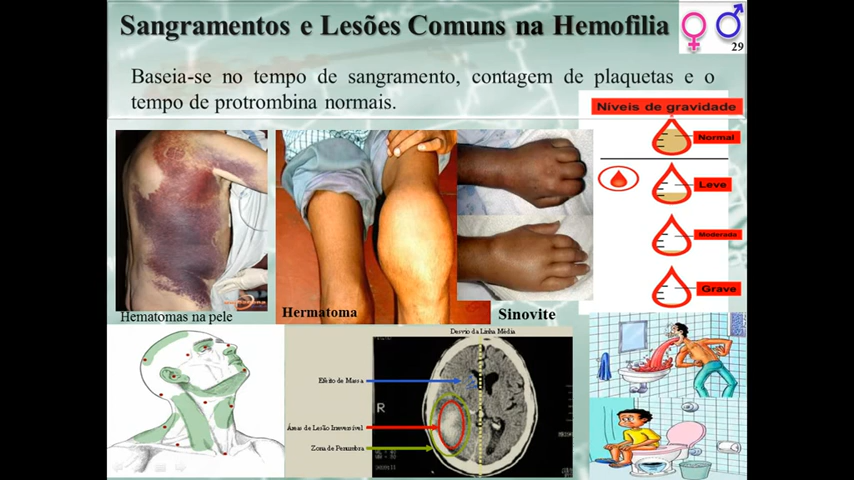 Sangramentos e Lesões Comuns na Hemofilia
29
Baseia-se no tempo de sangramento, contagem de plaquetas e o
tempo de protrombina normais.
Níveis de gravidade
Normal
Leve
Moderada
Grave
Hematomas na pele
Hermatoma
Sinovite
Desvio da Linha Média
Efeito de Massa
R
Áreas de Lesão Irreversível
Zona de Penumbra